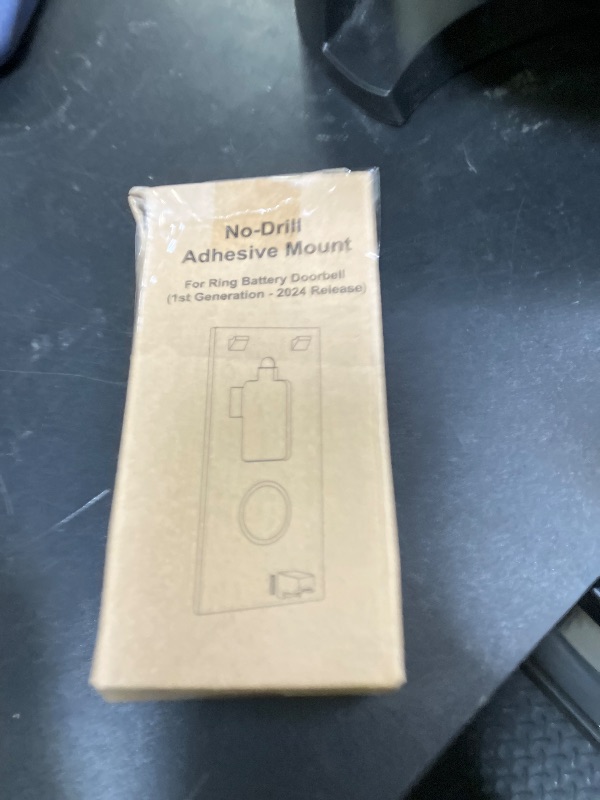 No-Drill
Adhesive Mount
For Ring Battery Doorbell
(1st Generation - 2024 Release)